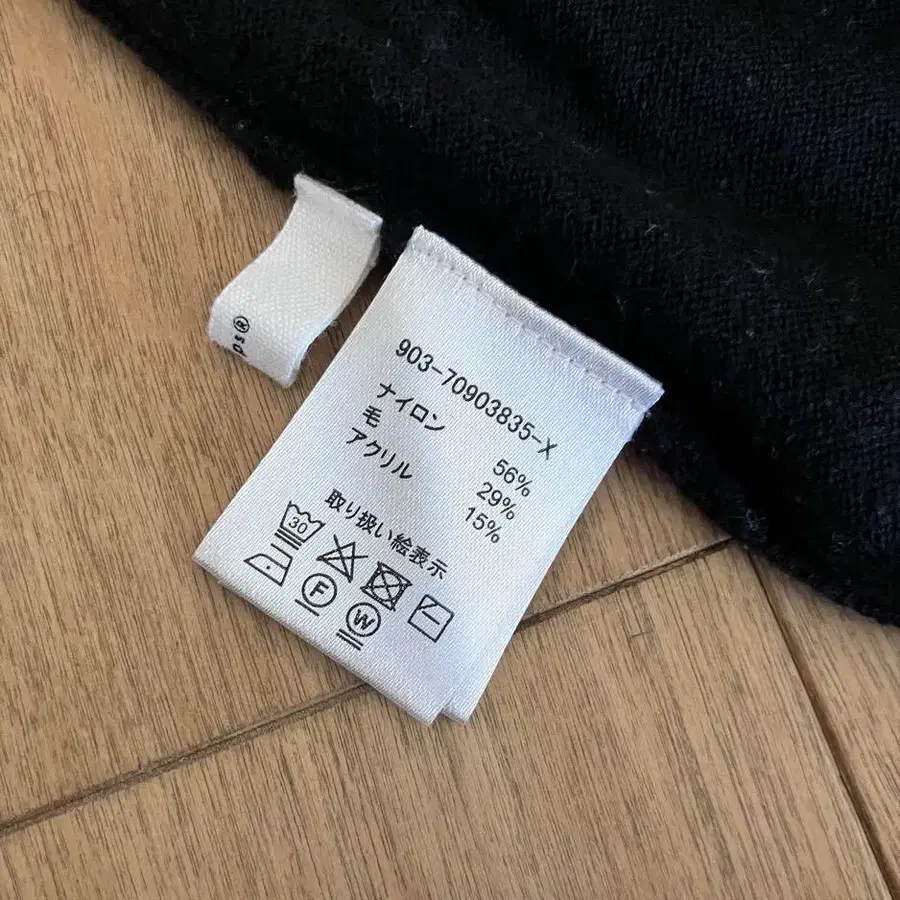 ps®
903-70903835-X
ナイロン 56%
毛 29%
アクリル 15%
取り扱い絵表示
30
F W